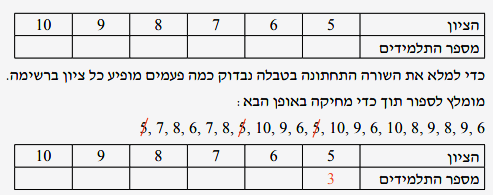 הציון 5 6 7 8 9 10
מספר התלמידים
כדי למלא את השורה התחתונה בטבלה נבדוק כמה פעמים מופיע כל ציון ברשימה.
מומלץ לספור תוך כדי מחיקה באופן הבא:
5, 7, 8, 6, 7, 8, 5, 10, 9, 6, 5, 10, 9, 6, 10, 8, 9, 8, 9, 6
הציון 5 6 7 8 9 10
מספר התלמידים 3